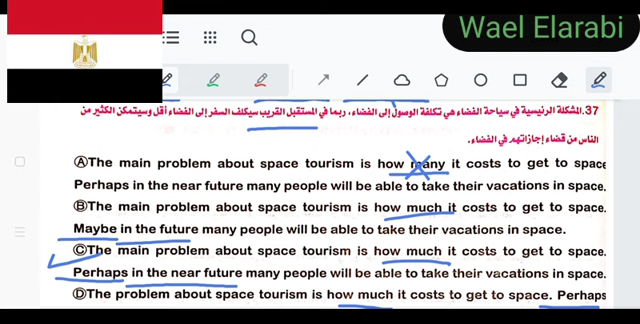 Wael Elarabi
37. المشكلة الرئيسية في سياحة الفضاء هي تكلفة الوصول إلى الفضاء، ربما في المستقبل القريب سيكلف السفر إلى الفضاء أقل وسيتمكن الكثير من
الناس من قضاء إجازاتهم في الفضاء.
Ⓐ The main problem about space tourism is how many it costs to get to space
Perhaps in the near future many people will be able to take their vacations in space.
Ⓑ The main problem about space tourism is how much it costs to get to space.
Maybe in the future many people will be able to take their vacations in space.
Ⓒ The main problem about space tourism is how much it costs to get to space.
Perhaps in the near future many people will be able to take their vacations in space.
Ⓓ The problem about space tourism is how much it costs to get to space. Perhaps